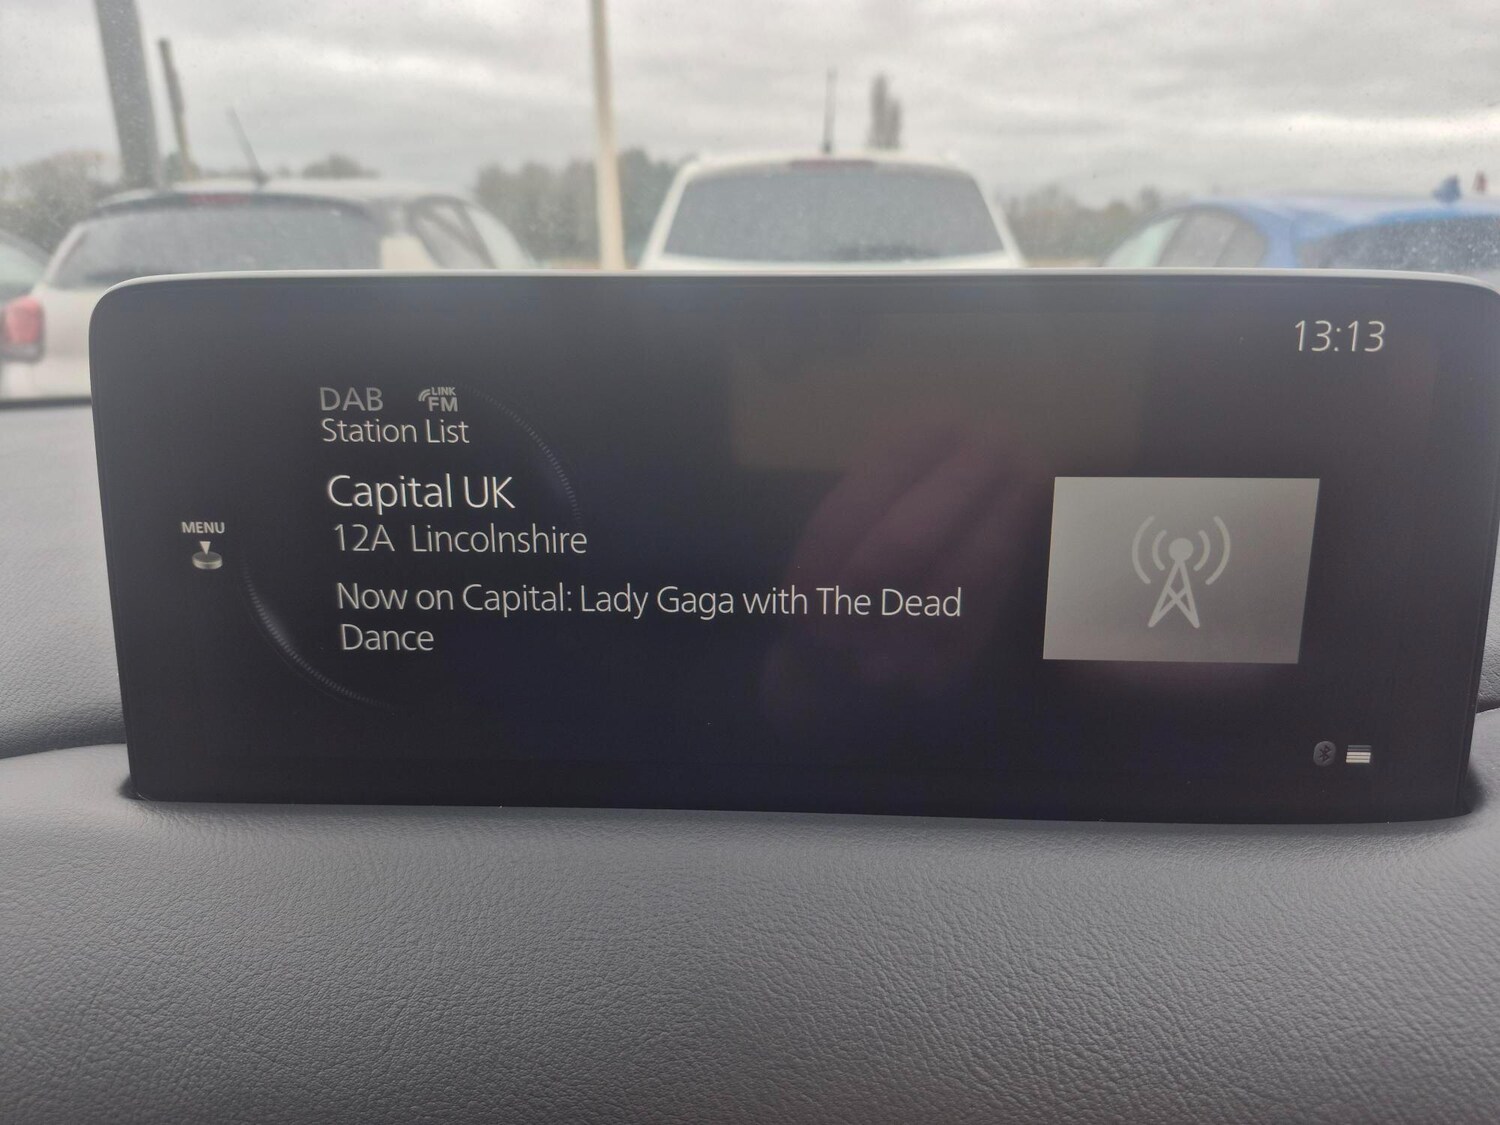 13:13
DAB LINK FM
Station List
Capital UK
MENU
12A Lincolnshire
Now on Capital: Lady Gaga with The Dead
Dance